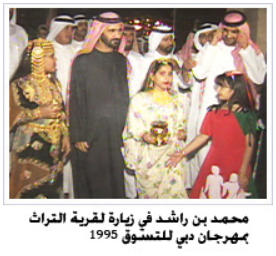 محمد بن راشد في زيارة لقرية التراث
بمهرجان دبي للتسوق 1995